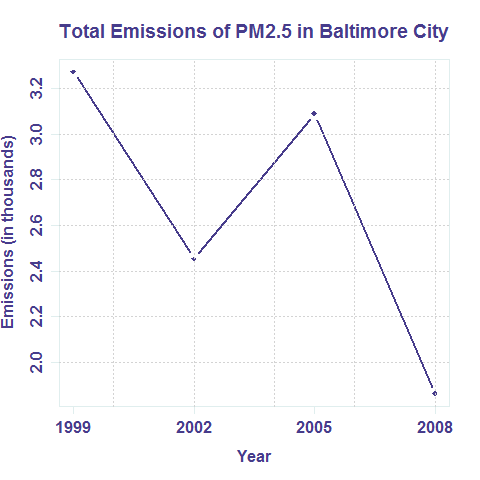 Total Emissions of PM2.5 in Baltimore City
Emissions (in thousands)
3.2
3.0
2.8
2.6
2.4
2.2
2.0
1999 2002 2005 2008
Year